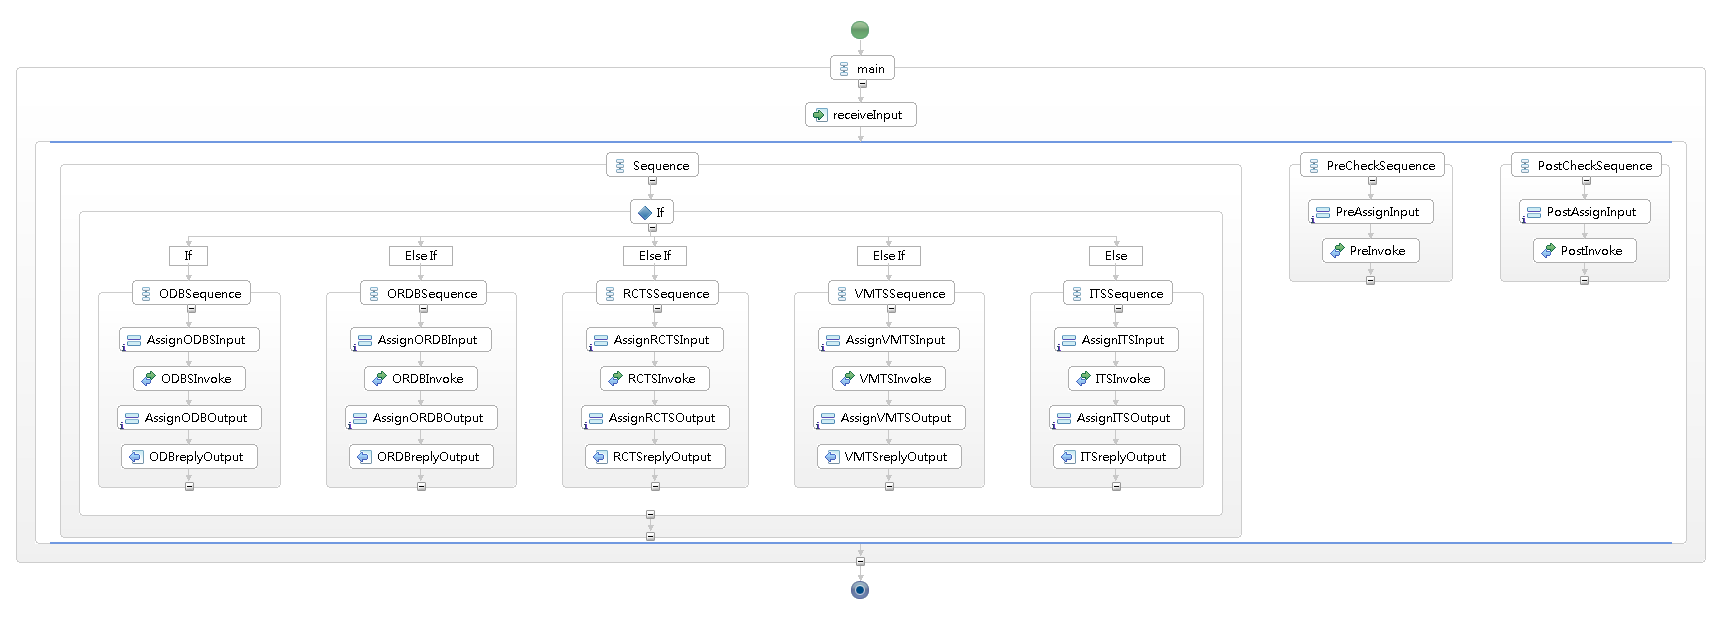 main
receiveInput
Sequence
PreCheckSequence
PostCheckSequence
If
PreAssignInput
PostAssignInput
If
Else If
Else If
Else If
Else
PreInvoke
PostInvoke
ODBSequence
ORDBSequence
RCTSSequence
VMTSSequence
ITSSequence
AssignODBSInput
AssignORDBInput
AssignRCTSInput
AssignVMTSInput
AssignITSInput
ODBSInvoke
ORDBInvoke
RCTSInvoke
VMTSInvoke
ITSInvoke
AssignODBOutput
AssignORDBOutput
AssignRCTSOutput
AssignVMTSOutput
AssignITSOutput
ODBreplyOutput
ORDBreplyOutput
RCTSreplyOutput
VMTSreplyOutput
ITSreplyOutput